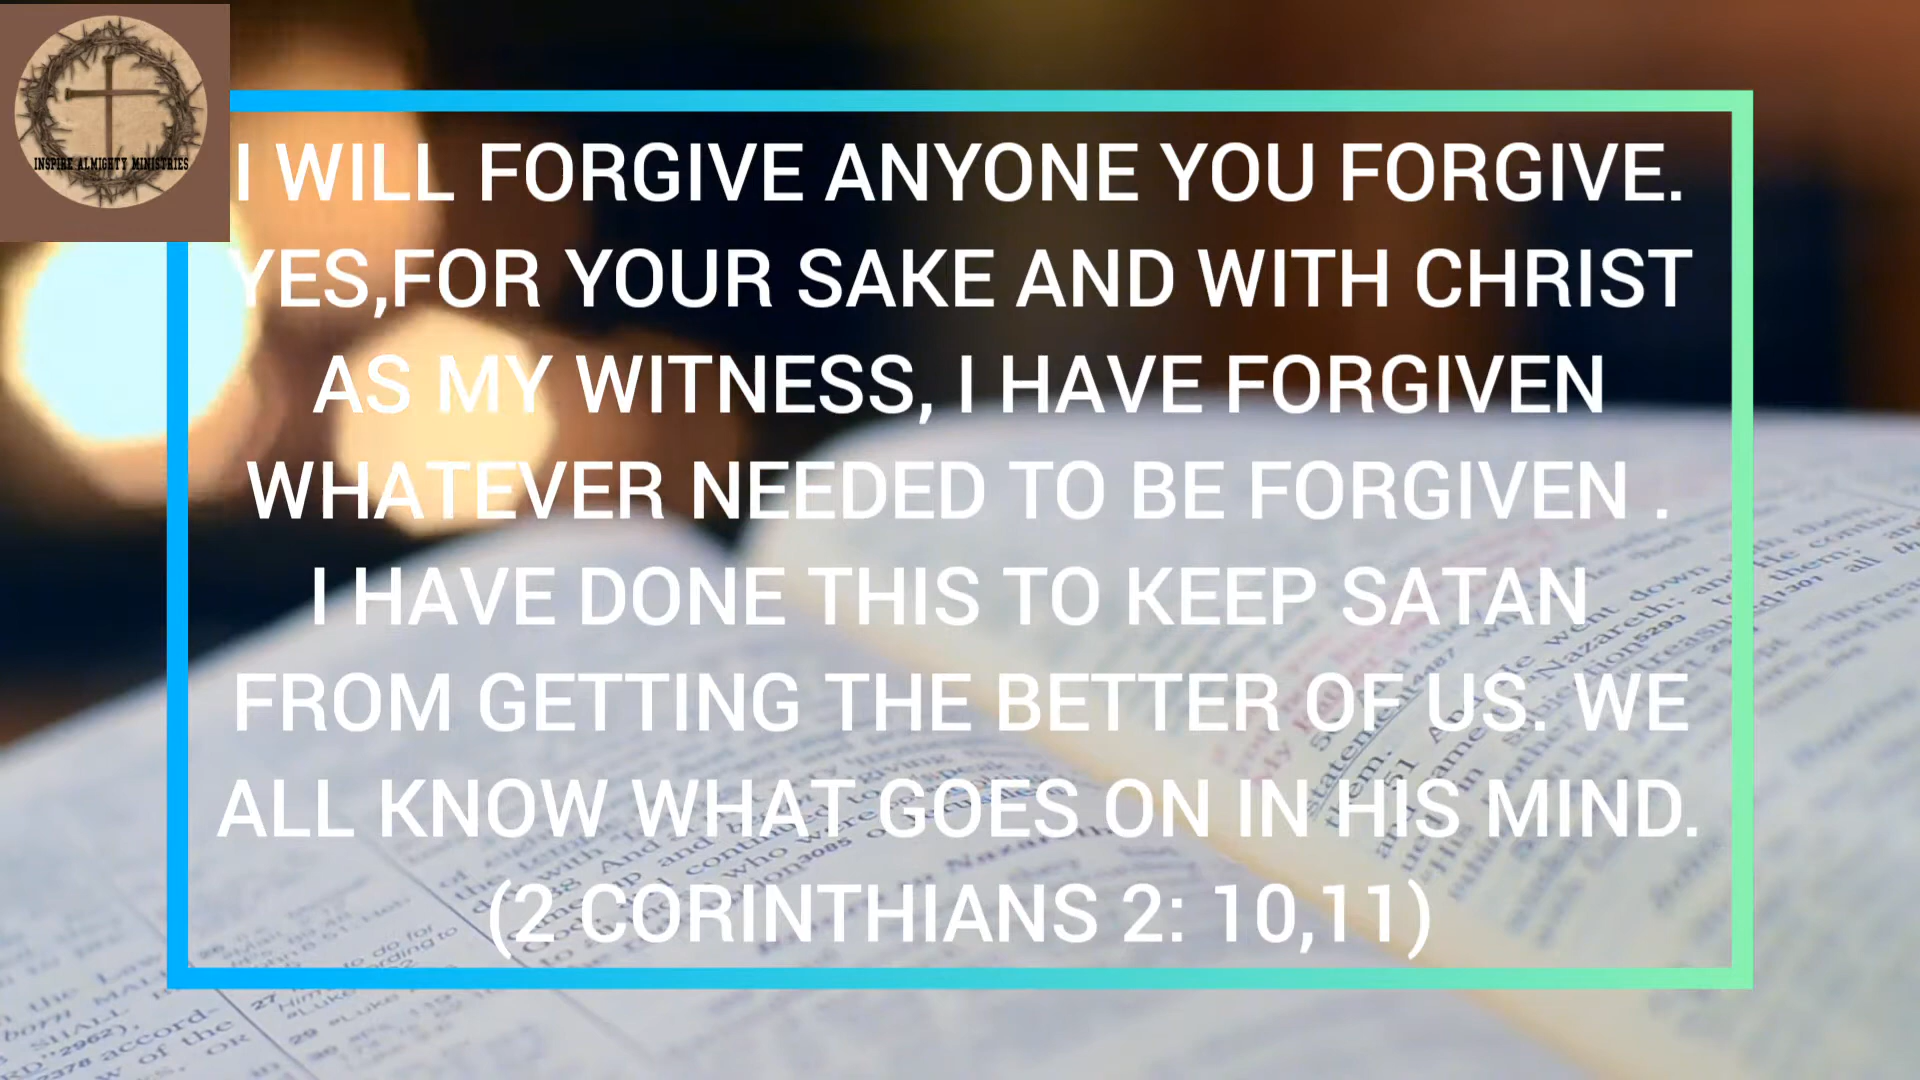 INSPIRE ALMIGHTY MINISTRIES
I WILL FORGIVE ANYONE YOU FORGIVE.
YES,FOR YOUR SAKE AND WITH CHRIST
AS MY WITNESS, I HAVE FORGIVEN
WHATEVER NEEDED TO BE FORGIVEN .
I HAVE DONE THIS TO KEEP SATAN
FROM GETTING THE BETTER OF US. WE
ALL KNOW WHAT GOES ON IN HIS MIND.
(2 CORINTHIANS 2: 10,11)